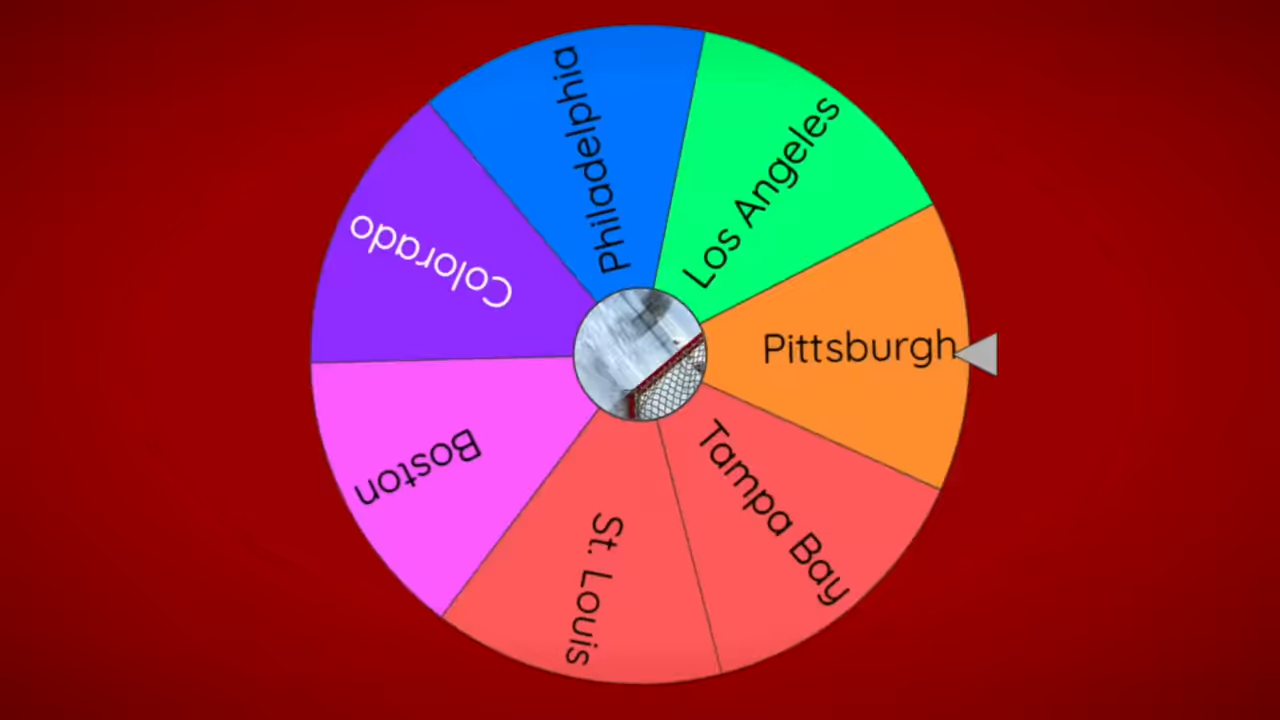 Philadelphia
Los Angeles
Pittsburgh
Tampa Bay
St. Louis
Boston
Colorado